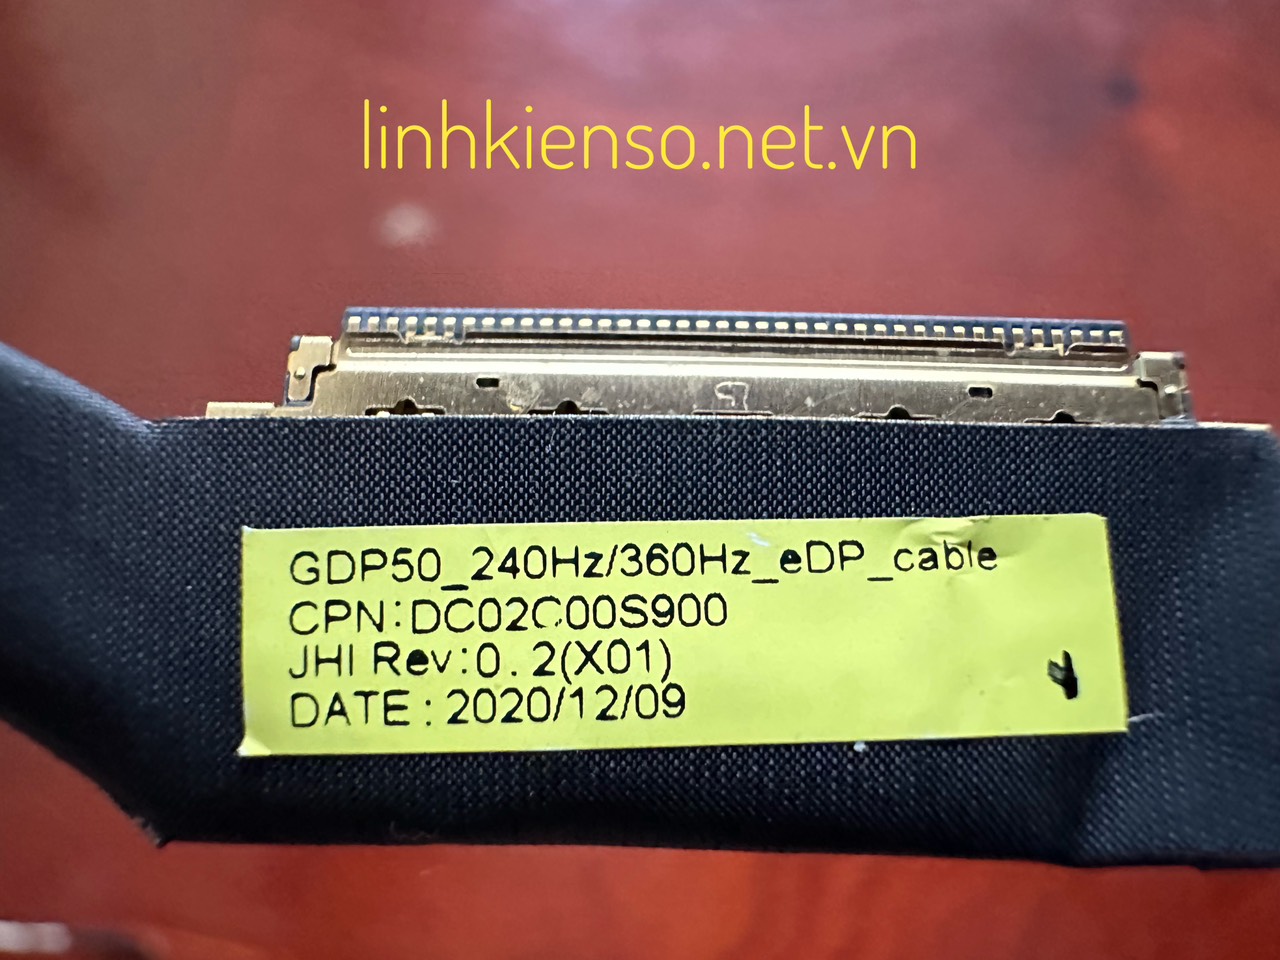 linhkienso.net.vn
GDP50_240Hz/360Hz_eDP_cable
CPN:DC02C00S900
JHI Rev:0.2(X01)
DATE: 2020/12/09